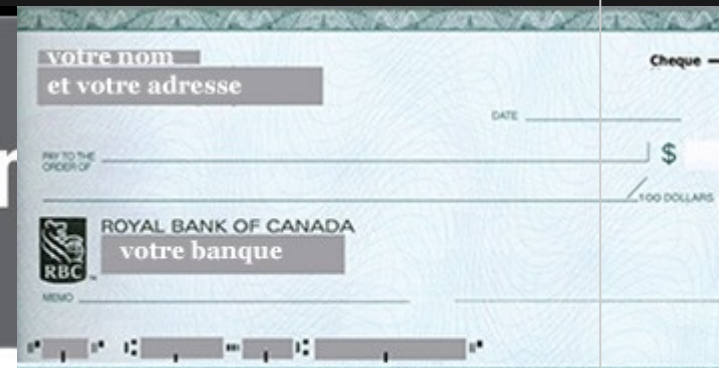 votre nom
et votre adresse
Cheque
DATE
PAY TO THE
ORDER OF
$
/100 DOLLARS
ROYAL BANK OF CANADA
votre banque
RBC
MEMO